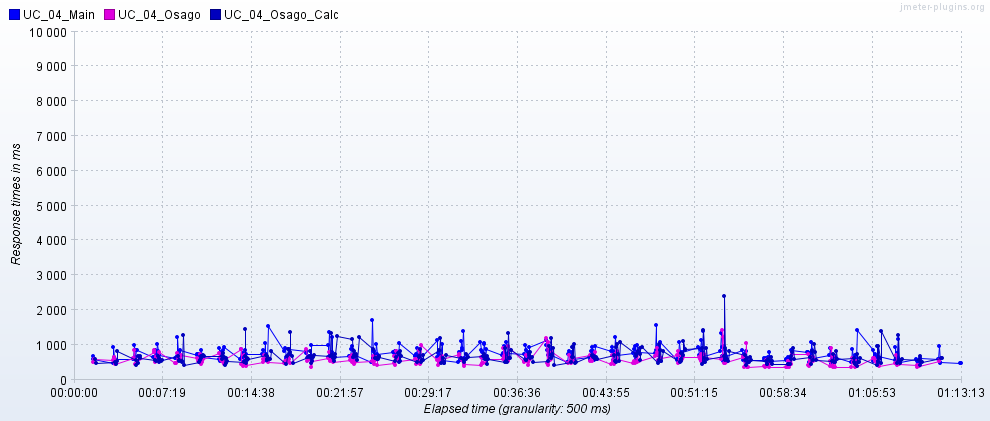 UC_04_Main UC_04_Osago UC_04_Osago_Calc
jmeter-plugins.org
10 000
9 000
8 000
7 000
6 000
5 000
4 000
3 000
2 000
1 000
0
Response times in ms
00:00:00 00:07:19 00:14:38 00:21:57 00:29:17 00:36:36 00:43:55 00:51:15 00:58:34 01:05:53 01:13:13
Elapsed time (granularity: 500 ms)